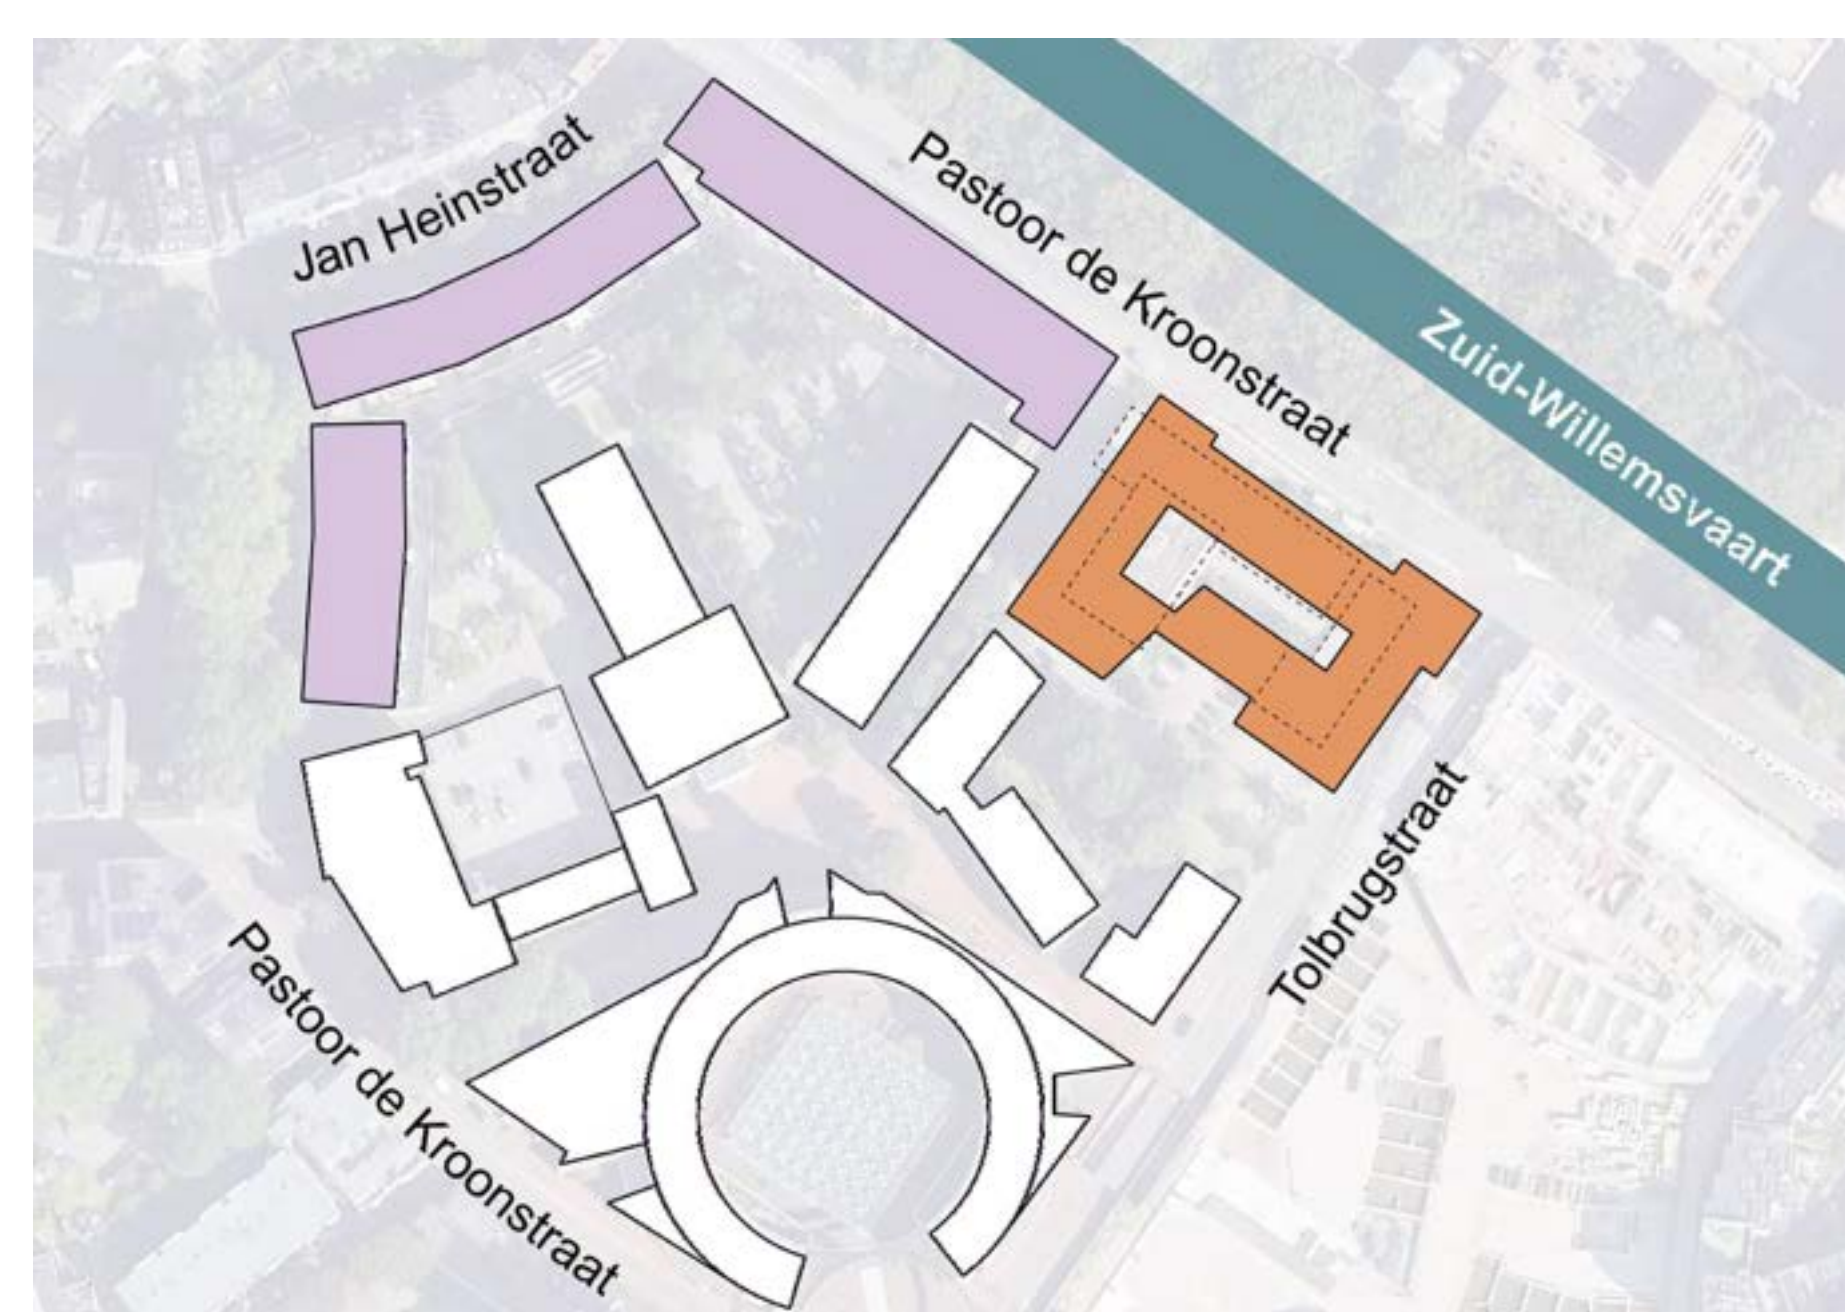 Jan Heinstraat
Pastoor de Kroonstraat
Zuid-Willemsvaart
Tolbrugstraat
Pastoor de Kroonstraat